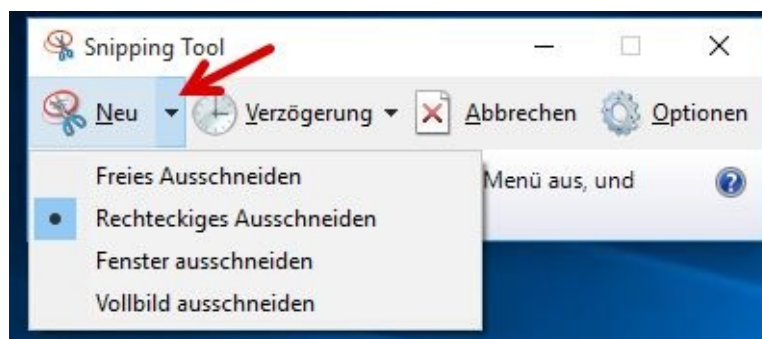 Snipping Tool
Neu Verzögerung Abbrechen Optionen
Freies Ausschneiden
Menü aus, und
Rechteckiges Ausschneiden
Fenster ausschneiden
Vollbild ausschneiden